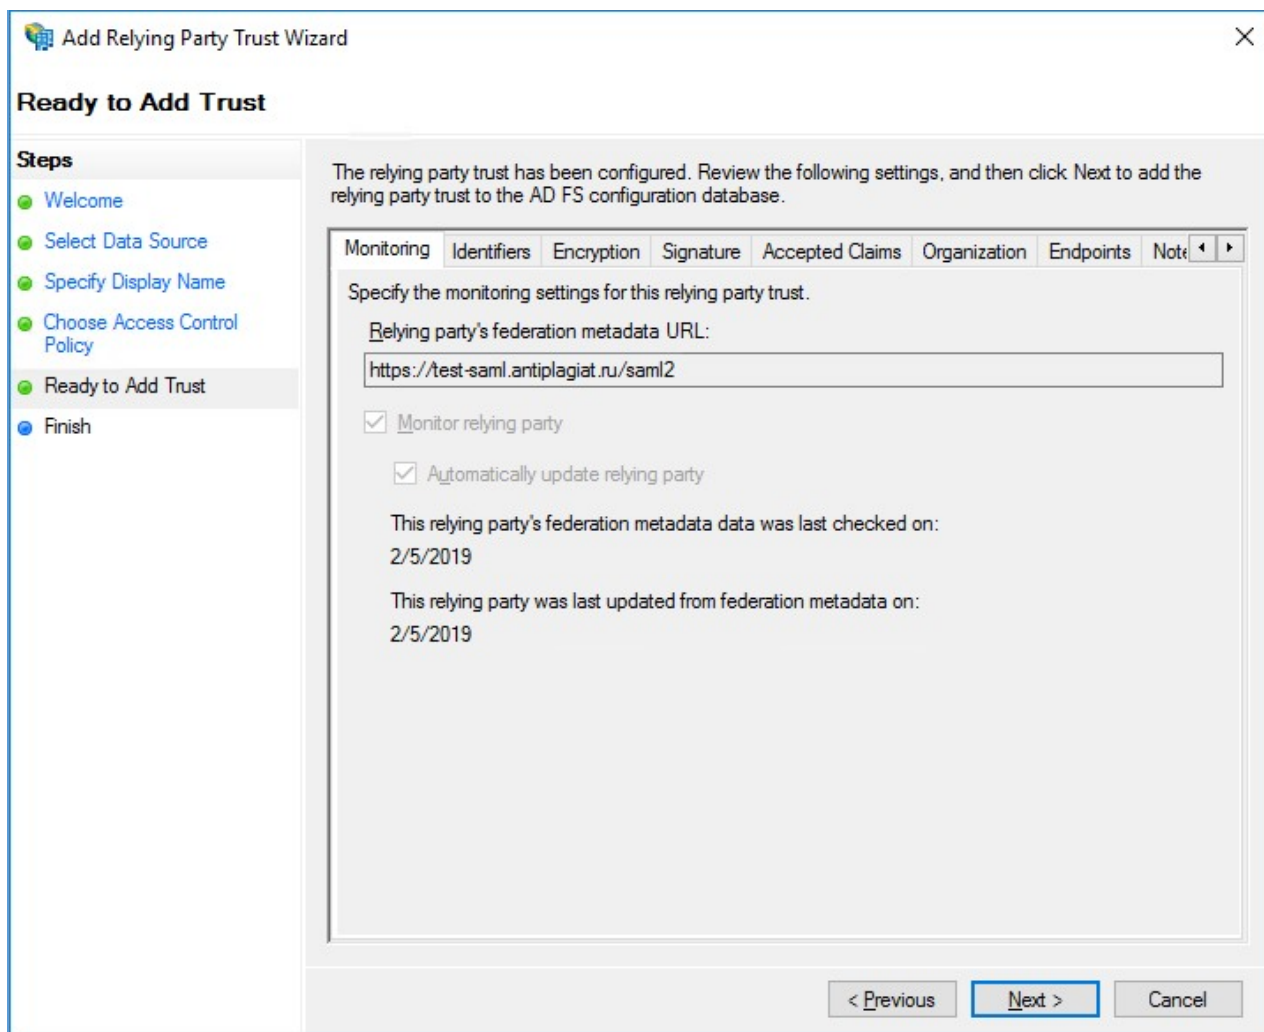 Add Relying Party Trust Wizard
Ready to Add Trust
Steps
Welcome
Select Data Source
Specify Display Name
Choose Access Control
Policy
Ready to Add Trust
Finish
The relying party trust has been configured. Review the following settings, and then click Next to add the
relying party trust to the AD FS configuration database.
Monitoring Identifiers Encryption Signature Accepted Claims Organization Endpoints
Specify the monitoring settings for this relying party trust.
Relying party's federation metadata URL:
https://test-saml.antiplagiat.ru/saml2
Monitor relying party
Automatically update relying party
This relying party's federation metadata data was last checked on:
2/5/2019
This relying party was last updated from federation metadata on:
2/5/2019
< Previous Next > Cancel